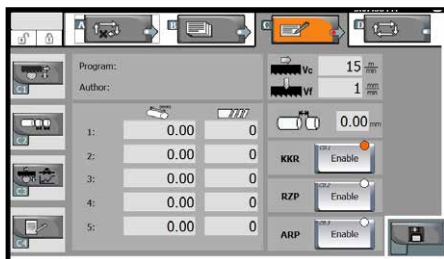 A
B
C
D
Program:
Author:
Vc 15 m/min
Vf 1 mm/min
C1
C2
C3
C4
1: 0.00 0
2: 0.00 0
3: 0.00 0
4: 0.00 0
5: 0.00 0
0.00 mm
KKR Enable
RZP Enable
ARP Enable